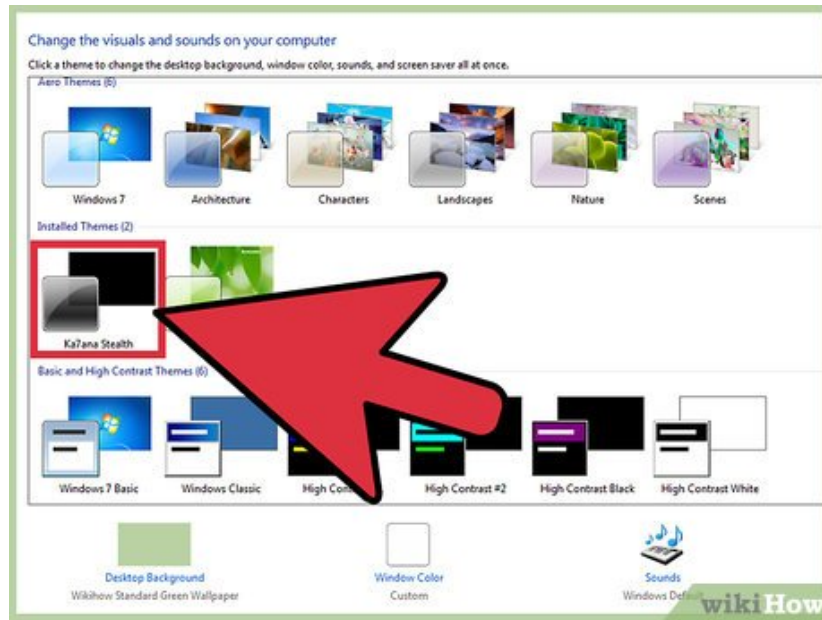 Change the visuals and sounds on your computer
Click a theme to change the desktop background, window color, sounds, and screen saver all at once.
Aero Themes (6)
Windows 7 Architecture Characters Landscapes Nature Scenes
Installed Themes (2)
Ka7ana Stealth
Basic and High Contrast Themes (6)
Windows 7 Basic Windows Classic High High Contrast #2 High Contrast Black High Contrast White
Desktop Background Window Color Sounds
Wikihow Standard Green Wallpaper Custom Windows
wikiHow